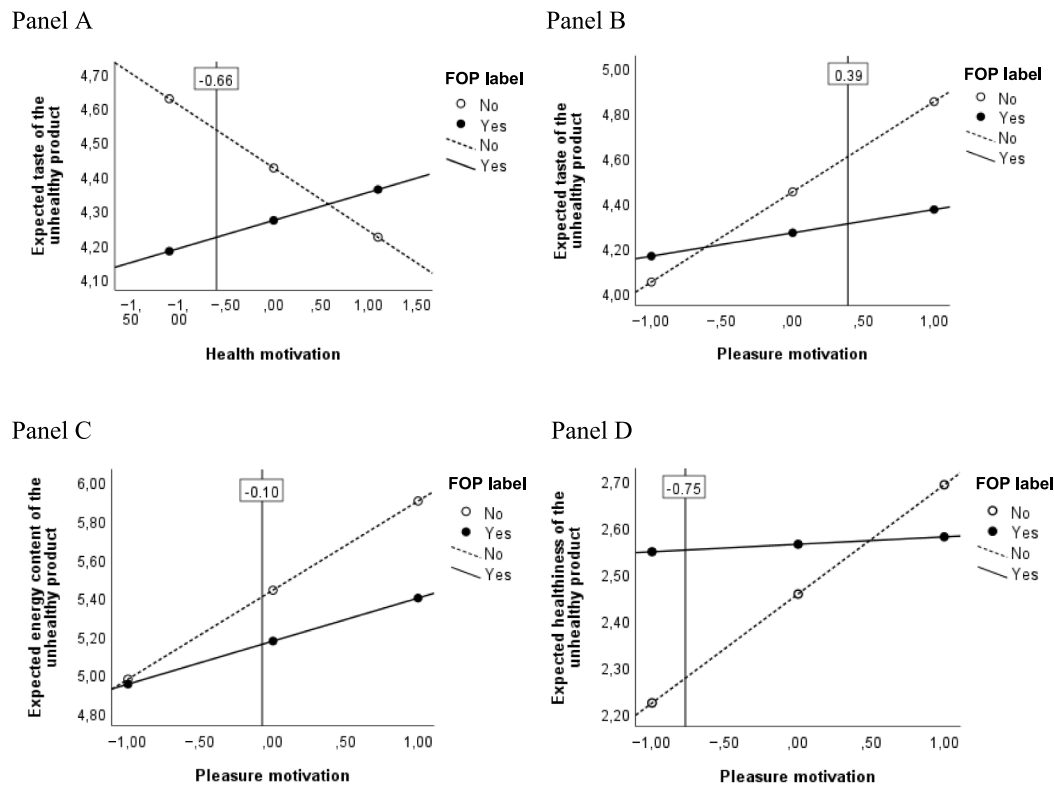 Panel A
4,70
4,60
4,50
4,40
4,30
4,20
4,10
Expected taste of the
unhealthy product
-0.66
FOP label
No
Yes
No
Yes
−1,
50
−1,
00
−,50
,00
,50
1,00
1,50
Health motivation
Panel B
5,00
4,80
4,60
4,40
4,20
4,00
Expected taste of the
unhealthy product
0.39
FOP label
No
Yes
No
Yes
−1,00
−,50
,00
,50
1,00
Pleasure motivation
Panel C
6,00
5,80
5,60
5,40
5,20
5,00
4,80
Expected energy content of the
unhealthy product
-0.10
FOP label
No
Yes
No
Yes
−1,00
−,50
,00
,50
1,00
Pleasure motivation
Panel D
2,70
2,60
2,50
2,40
2,30
2,20
Expected healthiness of the
unhealthy product
-0.75
FOP label
No
Yes
No
Yes
−1,00
−,50
,00
,50
1,00
Pleasure motivation